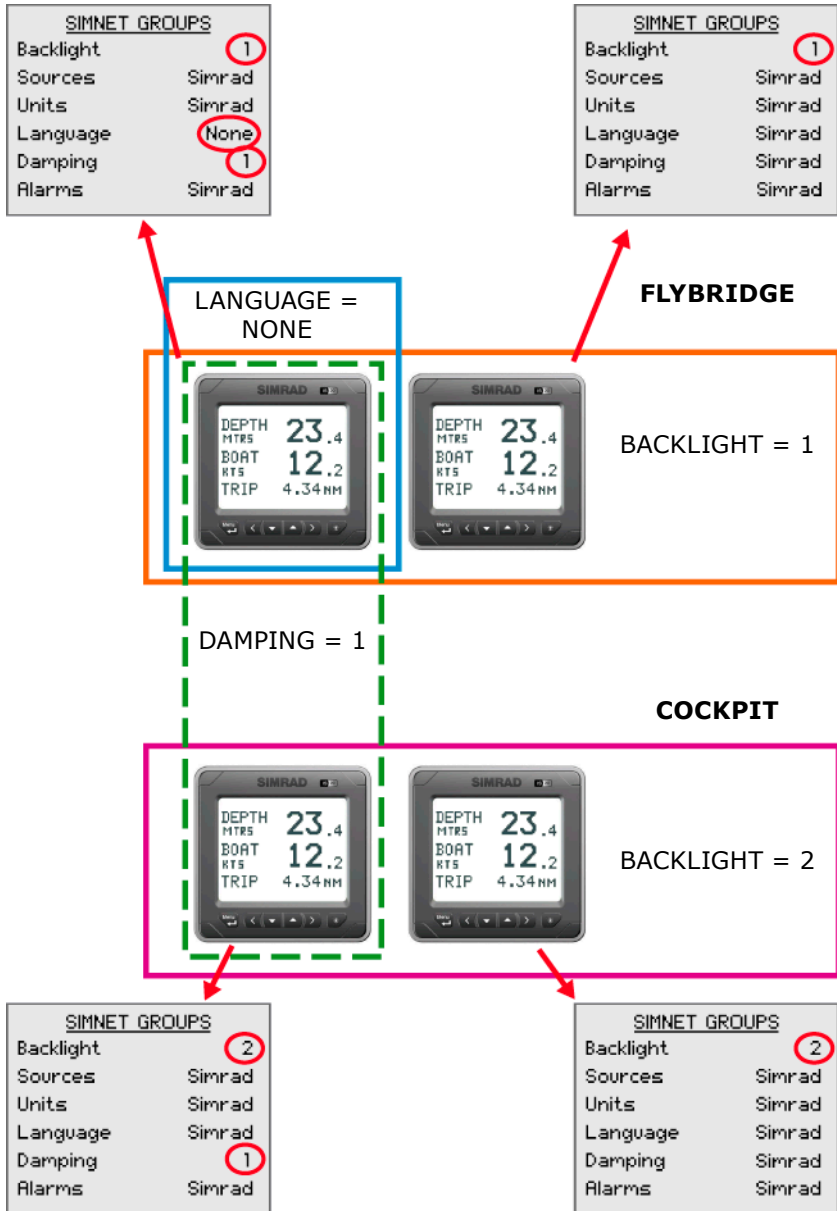 SIMNET GROUPS
Backlight 1
Sources Simrad
Units Simrad
Language None
Damping 1
Alarms Simrad
SIMNET GROUPS
Backlight 1
Sources Simrad
Units Simrad
Language Simrad
Damping Simrad
Alarms Simrad
LANGUAGE =
NONE
FLYBRIDGE
SIMRAD
DEPTH
MTRS 23.4
BOAT
KTS 12.2
TRIP 4.34NM
Menu
SIMRAD
DEPTH
MTRS 23.4
BOAT
KTS 12.2
TRIP 4.34NM
Menu
BACKLIGHT = 1
DAMPING = 1
COCKPIT
SIMRAD
DEPTH
MTRS 23.4
BOAT
KTS 12.2
TRIP 4.34NM
Menu
SIMRAD
DEPTH
MTRS 23.4
BOAT
KTS 12.2
TRIP 4.34NM
Menu
BACKLIGHT = 2
SIMNET GROUPS
Backlight 2
Sources Simrad
Units Simrad
Language Simrad
Damping 1
Alarms Simrad
SIMNET GROUPS
Backlight 2
Sources Simrad
Units Simrad
Language Simrad
Damping Simrad
Alarms Simrad